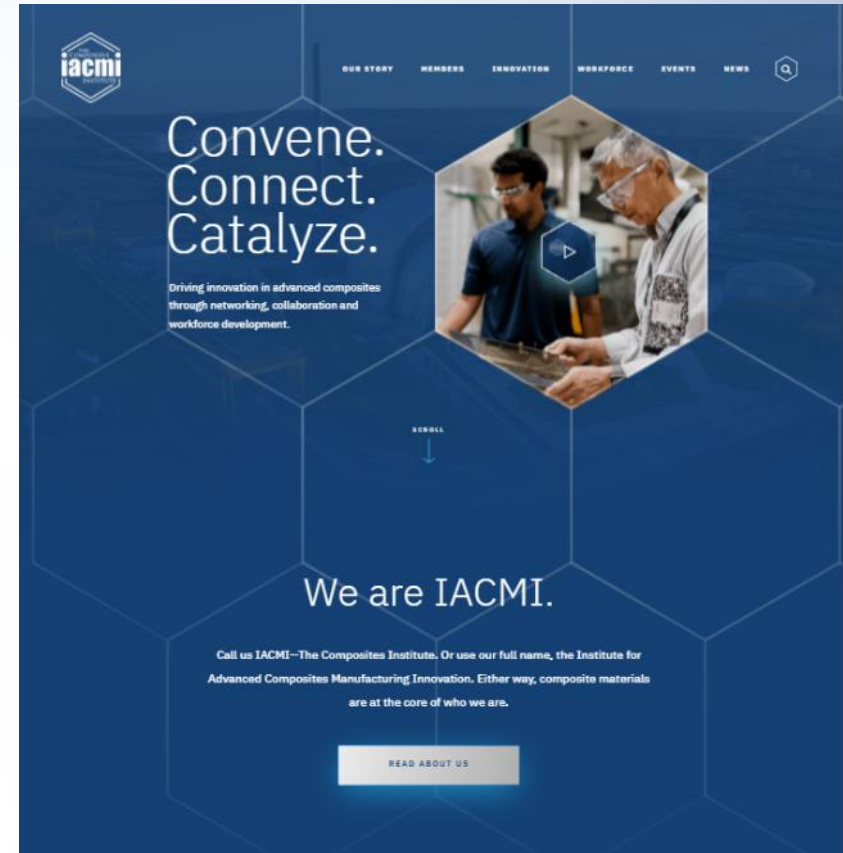 THE
COMPOSITES
iacmi
INSTITUTE
OUR STORY MEMBERS INNOVATION WORKFORCE EVENTS NEWS
Convene.
Connect.
Catalyze.
Driving innovation in advanced composites
through networking, collaboration and
workforce development.
SCROLL
We are IACMI.
Call us IACMI—The Composites Institute. Or use our full name, the Institute for
Advanced Composites Manufacturing Innovation. Either way, composite materials
are at the core of who we are.
READ ABOUT US